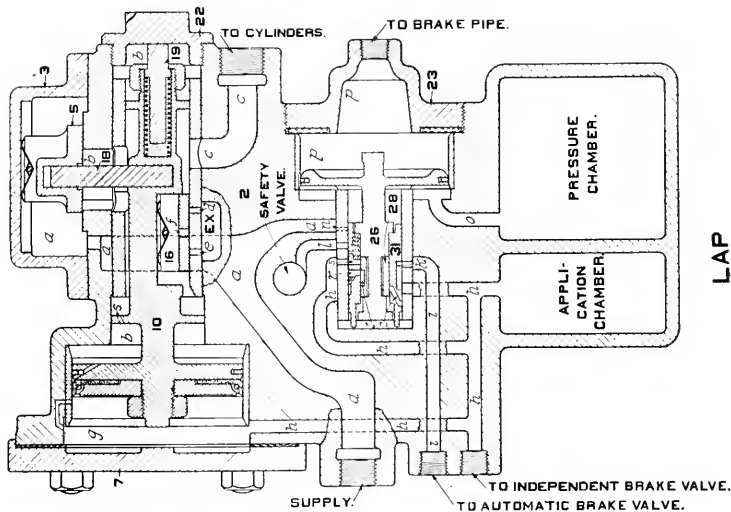 TO CYLINDERS.
TO BRAKE PIPE.
22
19
3
5
b
18
b
c
c
p
23
p
2
SAFETY
VALVE.
a
a
EX
d
e
f
16
10
s
b
g
a
a
n
h
r
h
26
28
31
h
o
l
h
h
h
h
h
a
l
h
7
PRESSURE
CHAMBER.
APPLI-
CATION
CHAMBER.
LAP
SUPPLY.
TO INDEPENDENT BRAKE VALVE.
TO AUTOMATIC BRAKE VALVE.